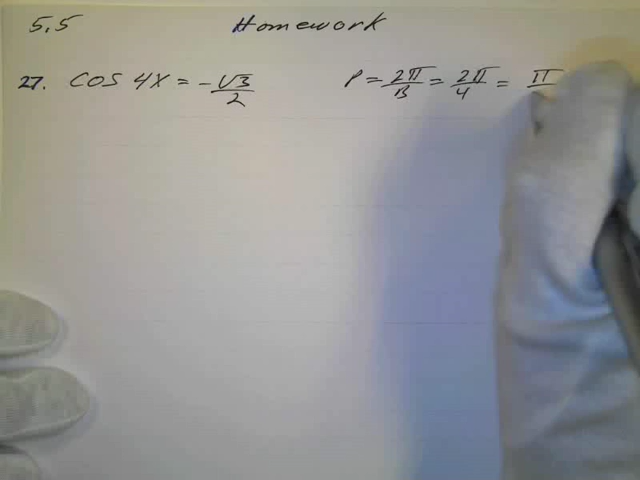 5.5 Homework
27. COS 4X = -√3/2 P = 2π/B = 2π/4 = π